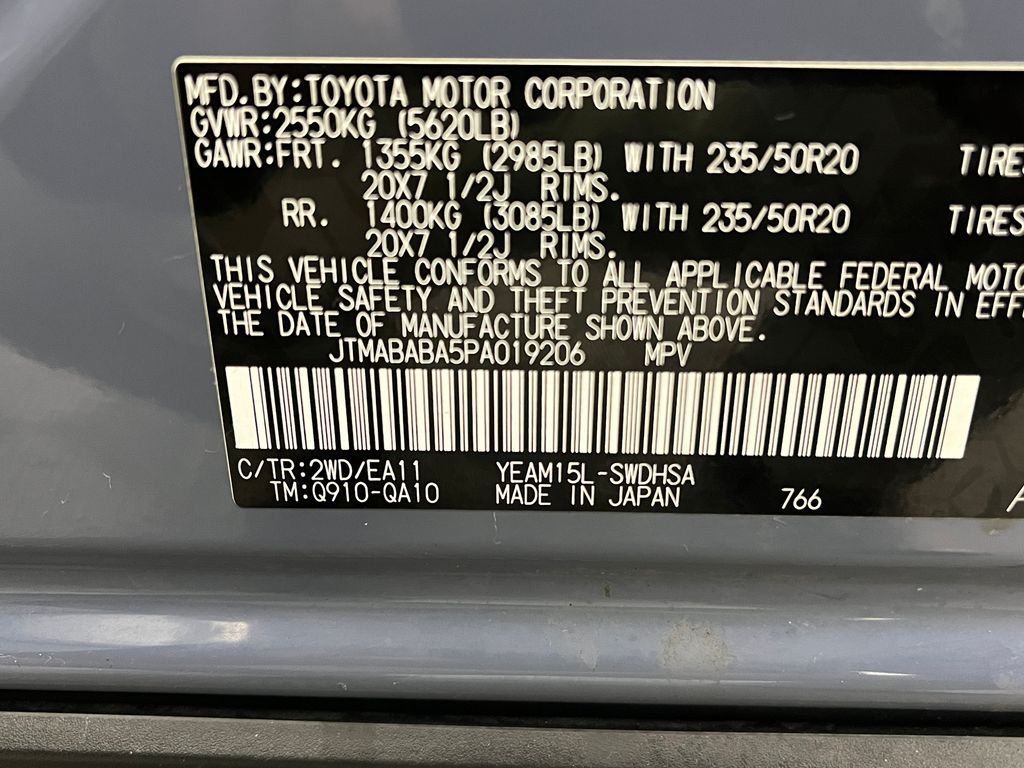 MFD.BY:TOYOTA MOTOR CORPORATION
GVWR:2550KG (5620LB)
GAWR:FRT. 1355KG (2985LB) WITH 235/50R20 TIRES
20X7 1/2J RIMS.
RR. 1400KG (3085LB) WITH 235/50R20 TIRES
20X7 1/2J RIMS.
THIS VEHICLE CONFORMS TO ALL APPLICABLE FEDERAL MOTO
VEHICLE SAFETY AND THEFT PREVENTION STANDARDS IN EFF
THE DATE OF MANUFACTURE SHOWN ABOVE.
JTMABABA5PA019206 MPV
C/TR:2WD/EA11 YEAM15L-SWDHSA
TM:Q910-QA10 MADE IN JAPAN 766 A